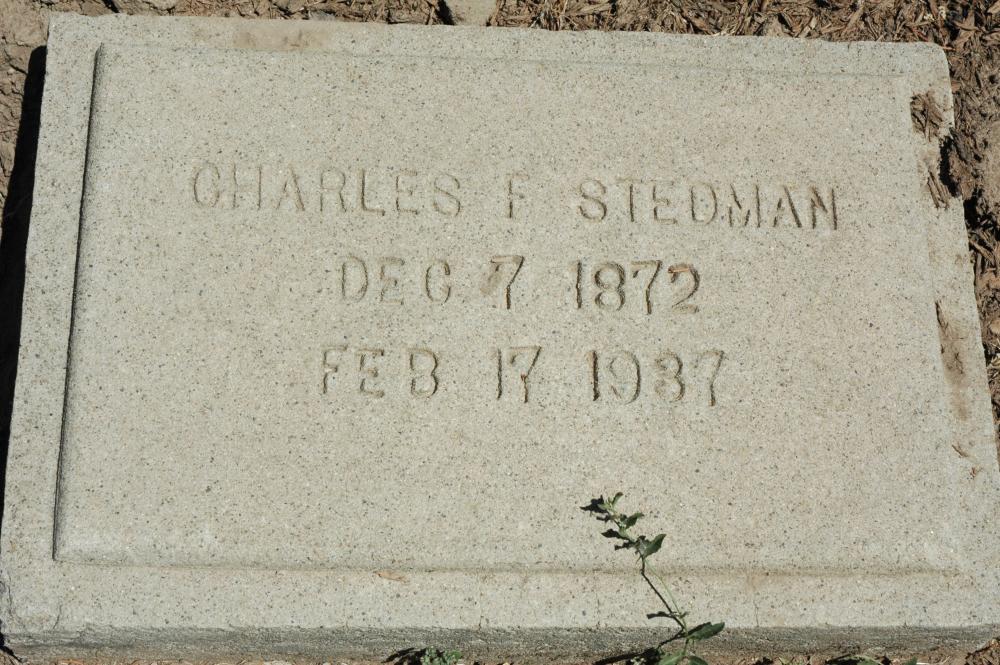 CHARLES F STEDMAN
DEC 7 1872
FEB 17 1937